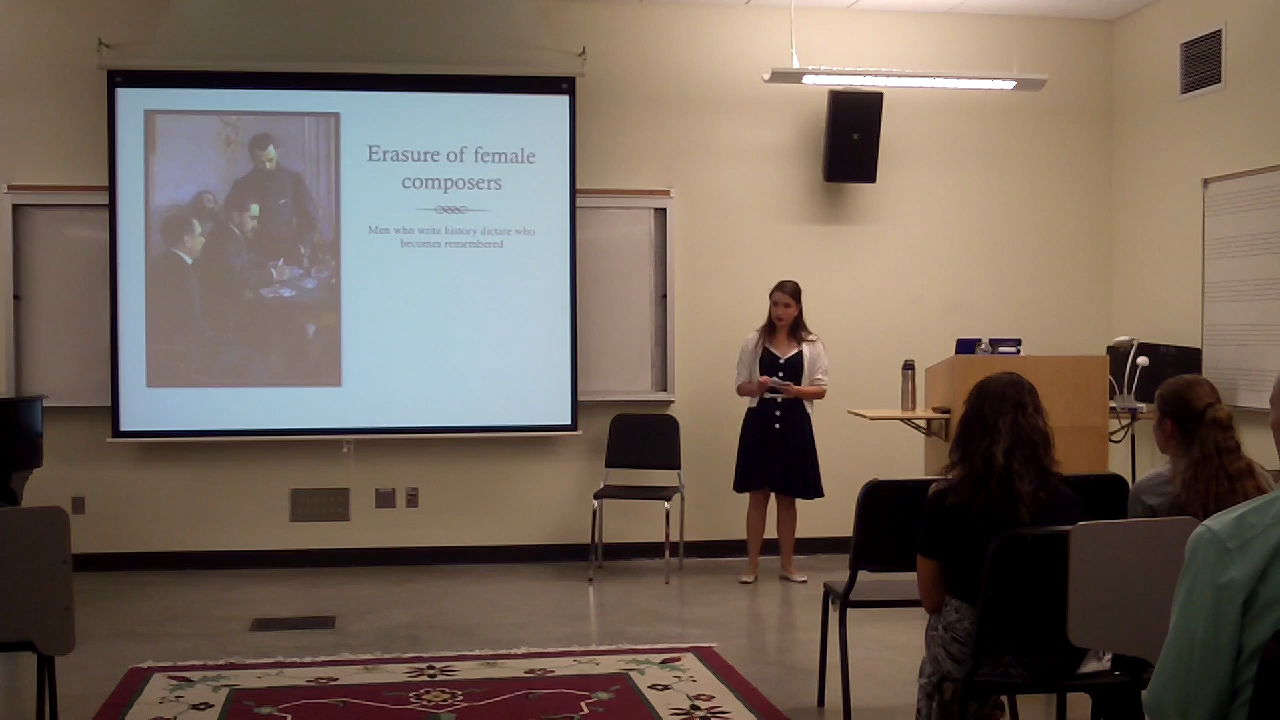 Erasure of female
composers
Men who write history dictate who
becomes remembered